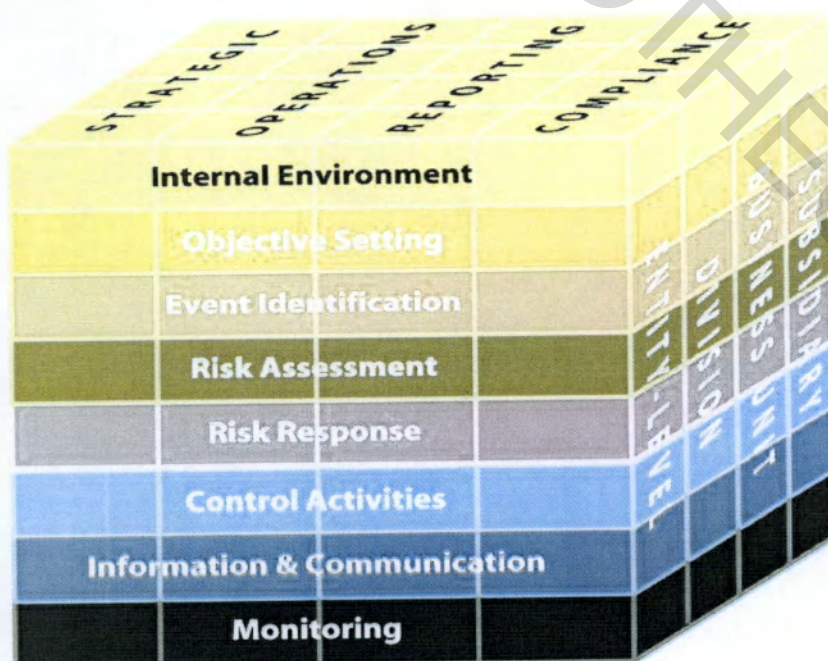 STRATEGIC
OPERATIONS
REPORTING
COMPLIANCE
Internal Environment
Objective Setting
Event Identification
Risk Assessment
Risk Response
Control Activities
Information & Communication
Monitoring
ENTITY-LEVEL
DIVISION
BUSINESS UNIT
SUBSIDIARY